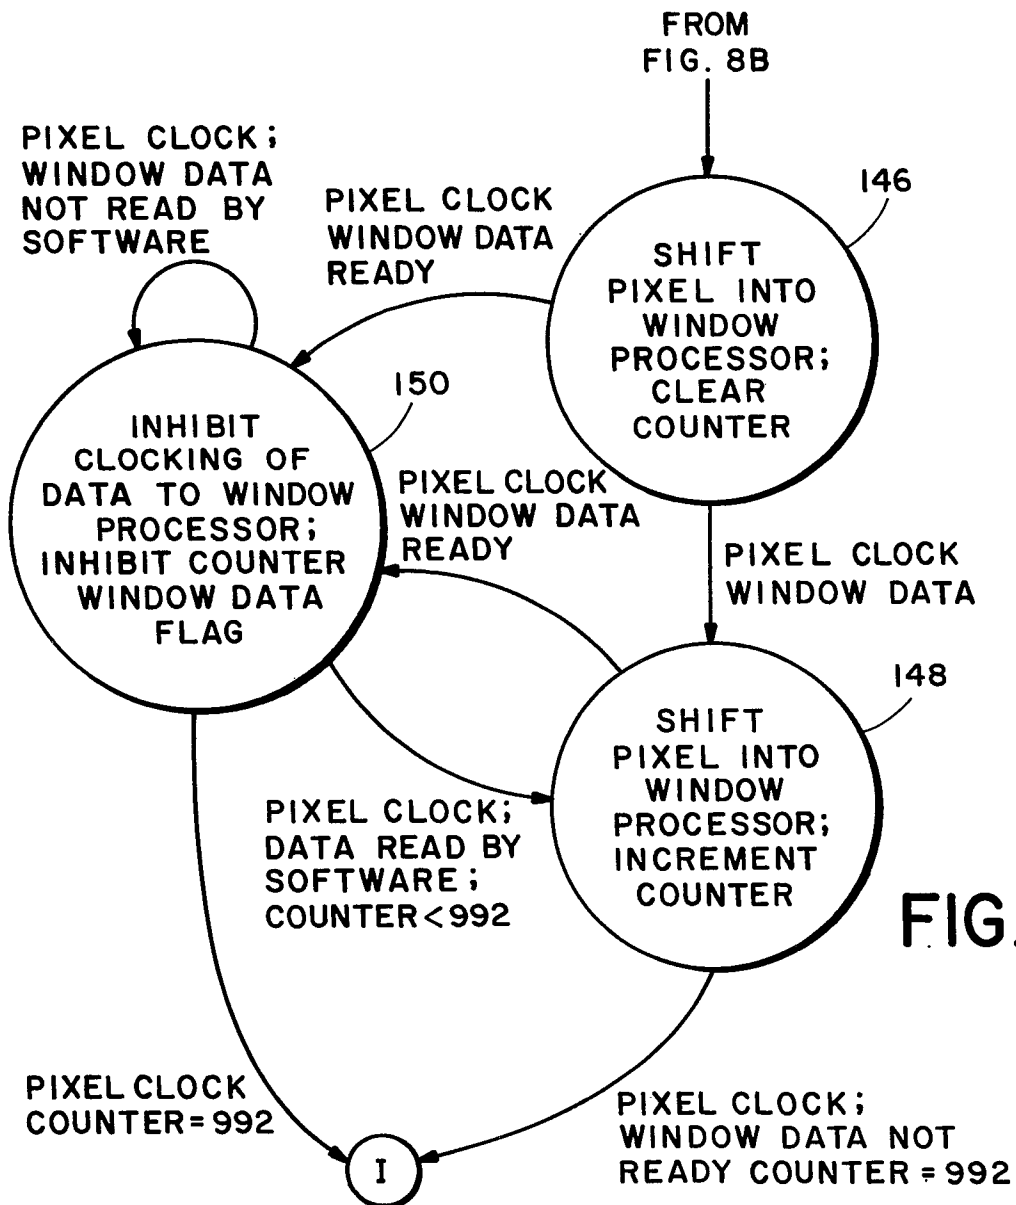 FROM
FIG. 8B
PIXEL CLOCK;
WINDOW DATA
NOT READ BY
SOFTWARE
PIXEL CLOCK
WINDOW DATA
READY
146
SHIFT
PIXEL INTO
WINDOW
PROCESSOR;
CLEAR
COUNTER
150
INHIBIT
CLOCKING OF
DATA TO WINDOW
PROCESSOR;
INHIBIT COUNTER
WINDOW DATA
FLAG
PIXEL CLOCK
WINDOW DATA
READY
PIXEL CLOCK
WINDOW DATA
148
SHIFT
PIXEL INTO
WINDOW
PROCESSOR;
INCREMENT
COUNTER
PIXEL CLOCK;
DATA READ BY
SOFTWARE;
COUNTER<992
FIG.
PIXEL CLOCK
COUNTER=992
I
PIXEL CLOCK;
WINDOW DATA NOT
READY COUNTER=992